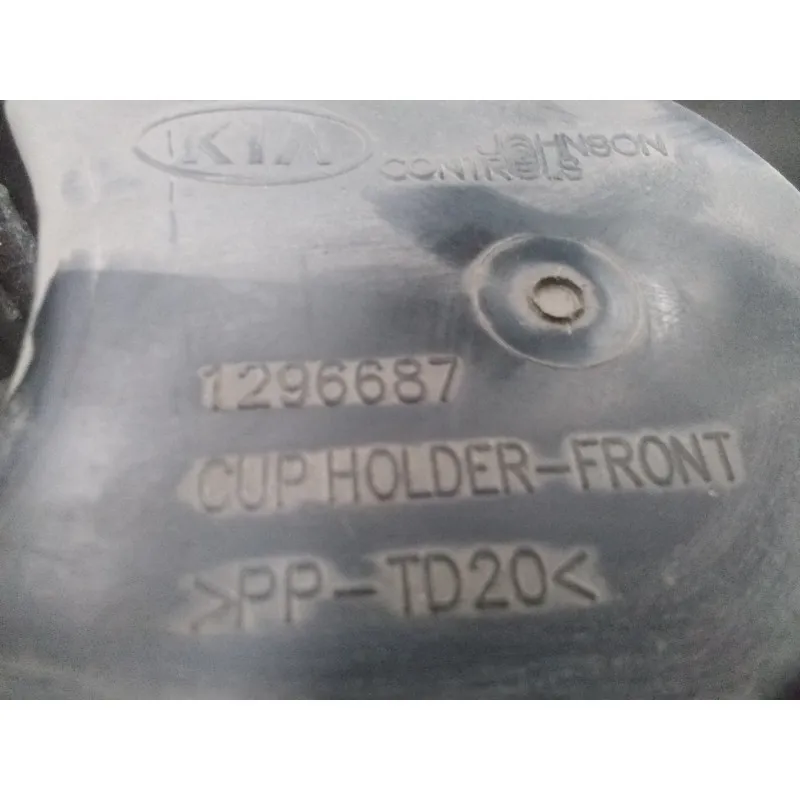 KIA
JOHNSON
CONTROLS
1296687
CUP HOLDER-FRONT
>PP-TD20<